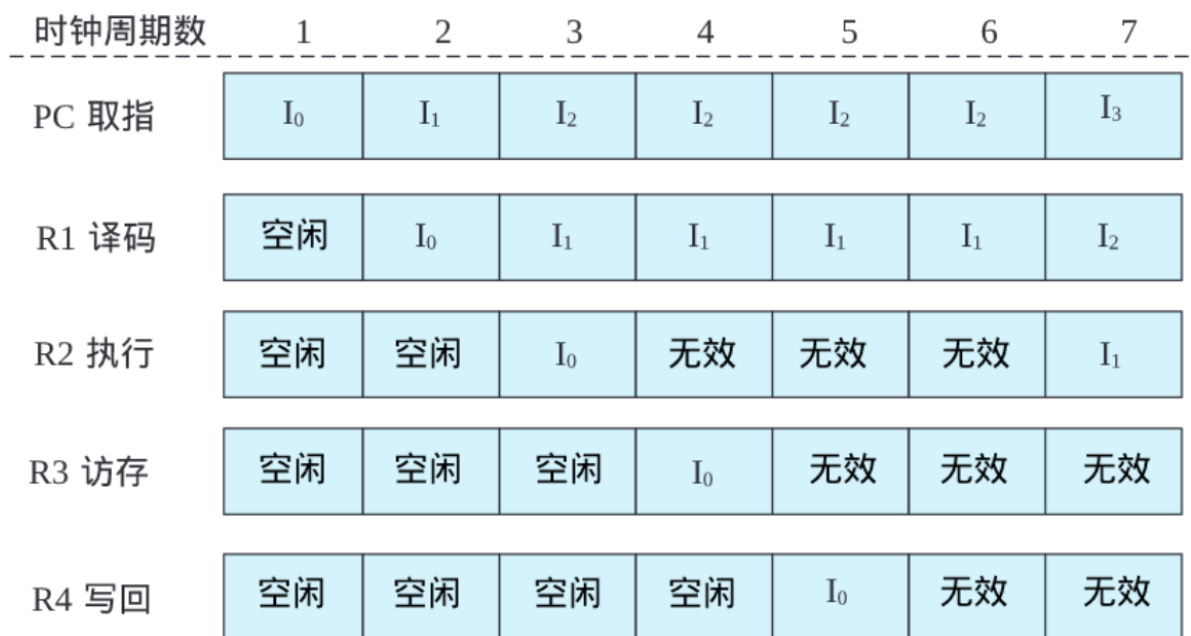 时钟周期数 1 2 3 4 5 6 7
PC 取指 I₀ I₁ I₂ I₂ I₂ I₂ I₃
R1 译码 空闲 I₀ I₁ I₁ I₁ I₁ I₂
R2 执行 空闲 空闲 I₀ 无效 无效 无效 I₁
R3 访存 空闲 空闲 空闲 I₀ 无效 无效 无效
R4 写回 空闲 空闲 空闲 空闲 I₀ 无效 无效